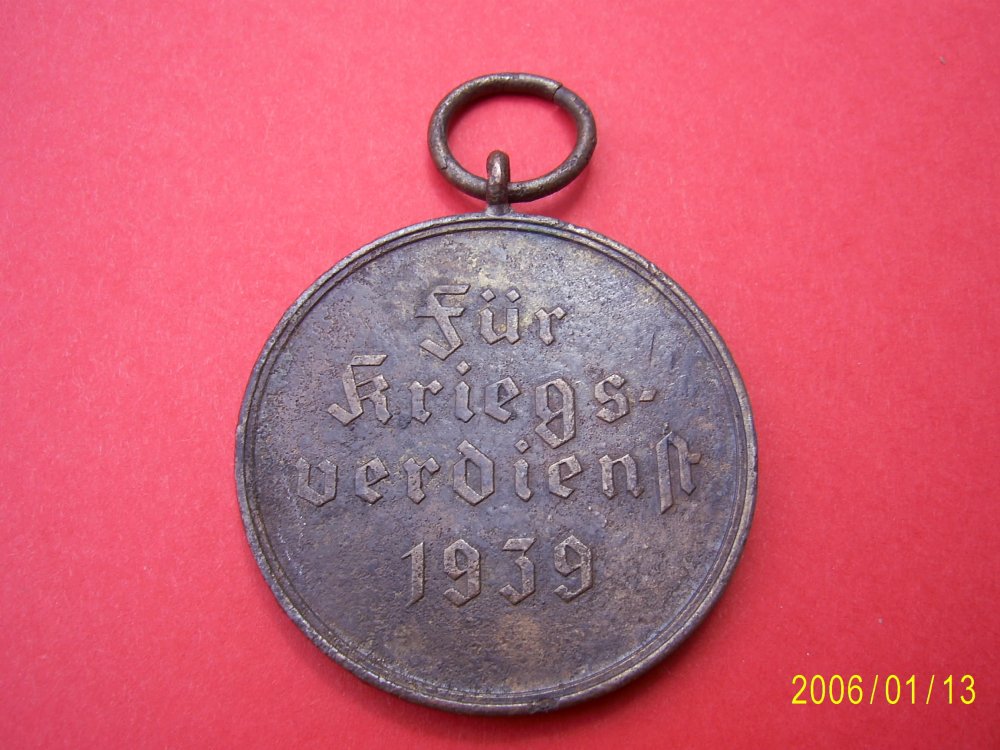 Für
Kriegs-
verdienst
1939
2006/01/13